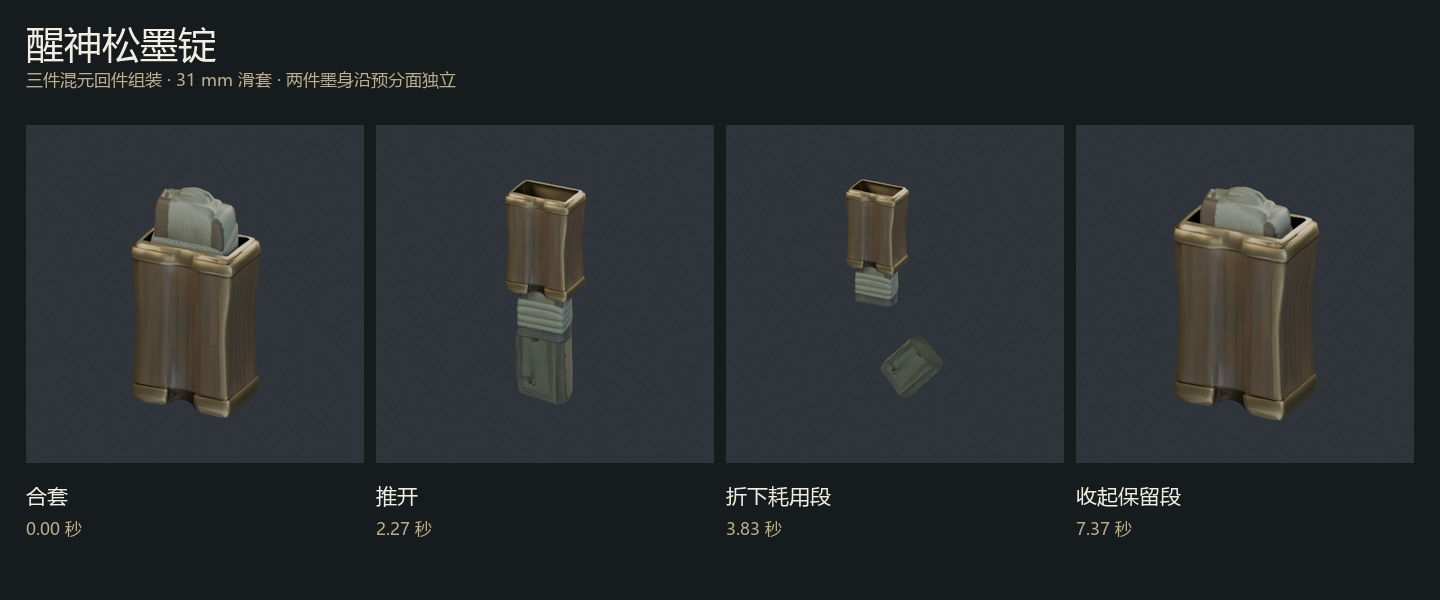 醒神松墨锭
三件混元回件组装 · 31 mm 滑套 · 两件墨身沿预分面独立
合套
0.00 秒
推开
2.27 秒
折下耗用段
3.83 秒
收起保留段
7.37 秒